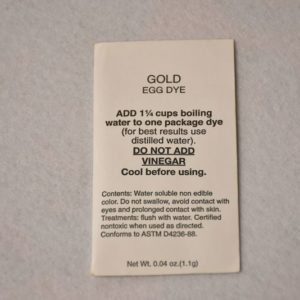 GOLD
EGG DYE
ADD 1¼ cups boiling
water to one package dye
(for best results use
distilled water).
DO NOT ADD
VINEGAR
Cool before using.
Contents: Water soluble non edible
color. Do not swallow, avoid contact with
eyes and prolonged contact with skin.
Treatments: flush with water. Certified
nontoxic when used as directed.
Conforms to ASTM D4236-88.
Net Wt. 0.04 oz.(1.1g)